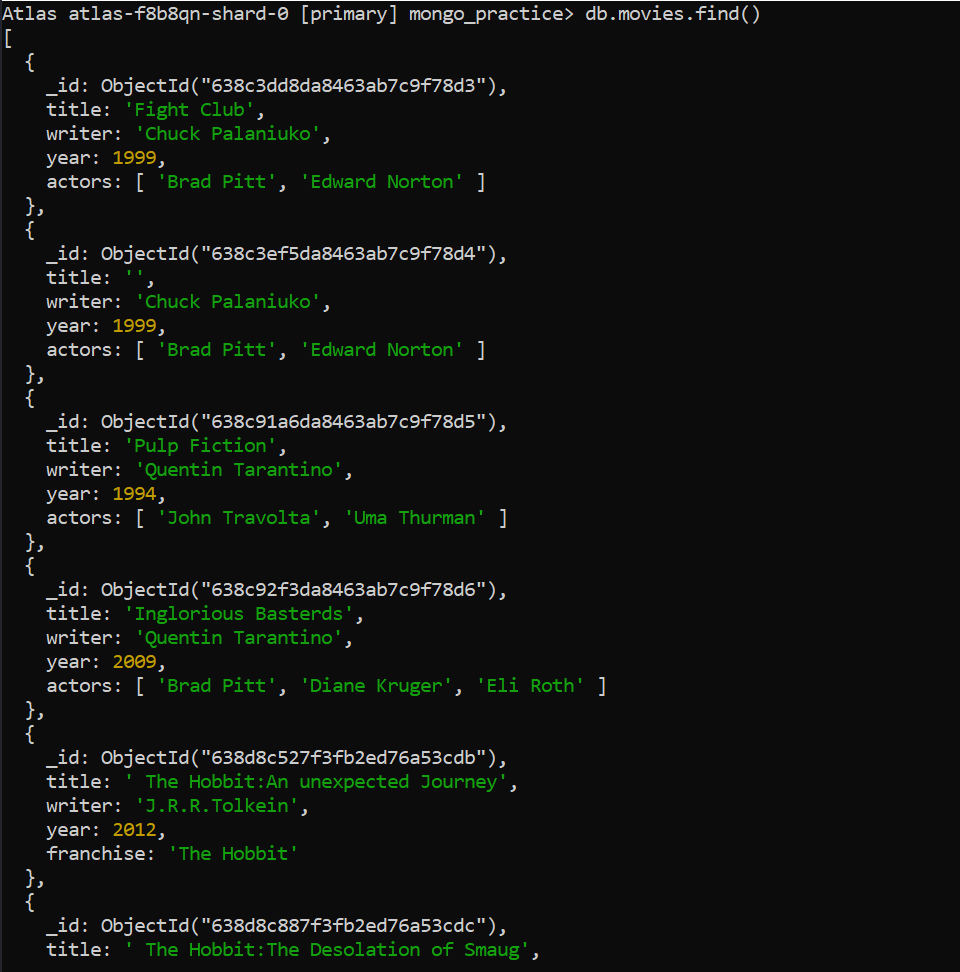 Atlas atlas-f8b8qn-shard-0 [primary] mongo_practice> db.movies.find()
[
  {
    _id: ObjectId("638c3dd8da8463ab7c9f78d3"),
    title: 'Fight Club',
    writer: 'Chuck Palaniuko',
    year: 1999,
    actors: [ 'Brad Pitt', 'Edward Norton' ]
  },
  {
    _id: ObjectId("638c3ef5da8463ab7c9f78d4"),
    title: '',
    writer: 'Chuck Palaniuko',
    year: 1999,
    actors: [ 'Brad Pitt', 'Edward Norton' ]
  },
  {
    _id: ObjectId("638c91a6da8463ab7c9f78d5"),
    title: 'Pulp Fiction',
    writer: 'Quentin Tarantino',
    year: 1994,
    actors: [ 'John Travolta', 'Uma Thurman' ]
  },
  {
    _id: ObjectId("638c92f3da8463ab7c9f78d6"),
    title: 'Inglorious Basterds',
    writer: 'Quentin Tarantino',
    year: 2009,
    actors: [ 'Brad Pitt', 'Diane Kruger', 'Eli Roth' ]
  },
  {
    _id: ObjectId("638d8c527f3fb2ed76a53cdb"),
    title: ' The Hobbit:An unexpected Journey',
    writer: 'J.R.R.Tolkein',
    year: 2012,
    franchise: 'The Hobbit'
  },
  {
    _id: ObjectId("638d8c887f3fb2ed76a53cdc"),
    title: ' The Hobbit:The Desolation of Smaug',